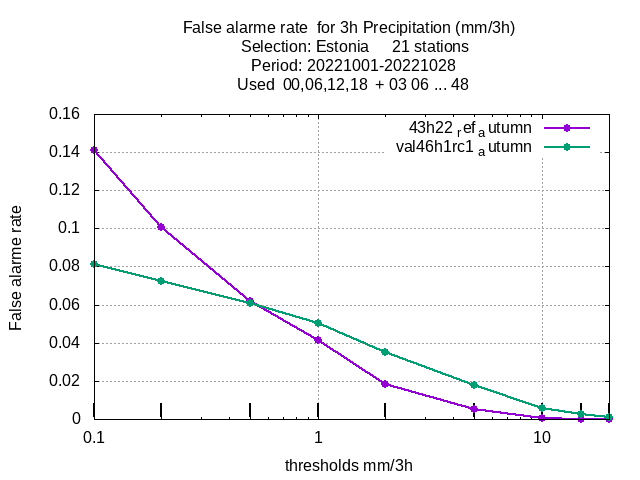 False alarme rate for 3h Precipitation (mm/3h)
Selection: Estonia 21 stations
Period: 20221001-20221028
Used 00,06,12,18 + 03 06 ... 48
0.16
0.14
0.12
0.1
0.08
0.06
0.04
0.02
0
False alarme rate
43h22 ref a utumn
val46h1rc1 a utumn
0.1
1
10
thresholds mm/3h